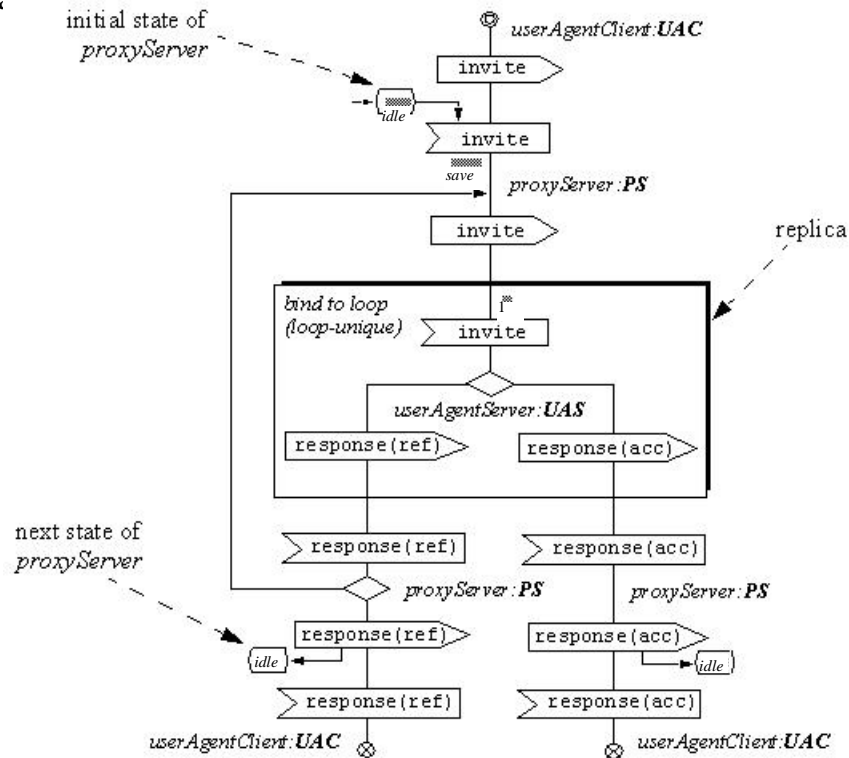 initial state of
proxyServer
userAgentClient:UAC
invite
idle
invite
save
proxyServer:PS
invite
replica
bind to loop
(loop-unique)
1
invite
userAgentServer:UAS
response(ref)
response(acc)
next state of
proxyServer
response(ref)
response(acc)
proxyServer:PS
proxyServer:PS
response(ref)
response(acc)
idle
idle
response(ref)
response(acc)
userAgentClient:UAC
userAgentClient:UAC